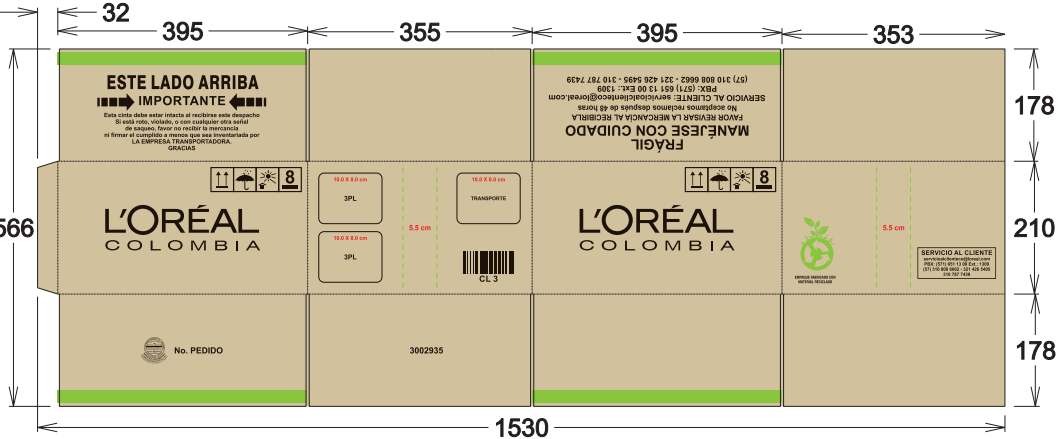 32
395
355
395
353
ESTE LADO ARRIBA
IMPORTANTE
Esta cinta debe estar intacta al recibirse este despacho
Si está roto, violado, o con cualquier otra señal
de saqueo, favor no recibir la mercancía
ni firmar el cumplido a menos que sea inventariada por
LA EMPRESA TRANSPORTADORA.
GRACIAS
FRÁGIL
MANÉJESE CON CUIDADO
FAVOR REVISAR LA MERCANCÍA AL RECIBIRLA
No aceptamos reclamos después de 48 horas
SERVICIO AL CLIENTE: servicioalclienteco@loreal.com
PBX: (571) 651 13 00 Ext.: 1309
(57) 310 808 6662 - 321 426 5495 - 310 787 7439
178
8
L'ORÉAL
COLOMBIA
10.0 X 8.0 cm
3PL
10.0 X 8.0 cm
3PL
5.5 cm
10.0 X 8.0 cm
TRANSPORTE
CL 3
8
L'ORÉAL
COLOMBIA
EMPAQUE FABRICADO CON
MATERIAL RECICLADO
5.5 cm
SERVICIO AL CLIENTE
servicioalclienteco@loreal.com
PBX: (571) 651 13 00 Ext.: 1309
(57) 310 808 6662 - 321 426 5495
310 787 7439
566
210
No. PEDIDO
3002935
178
1530